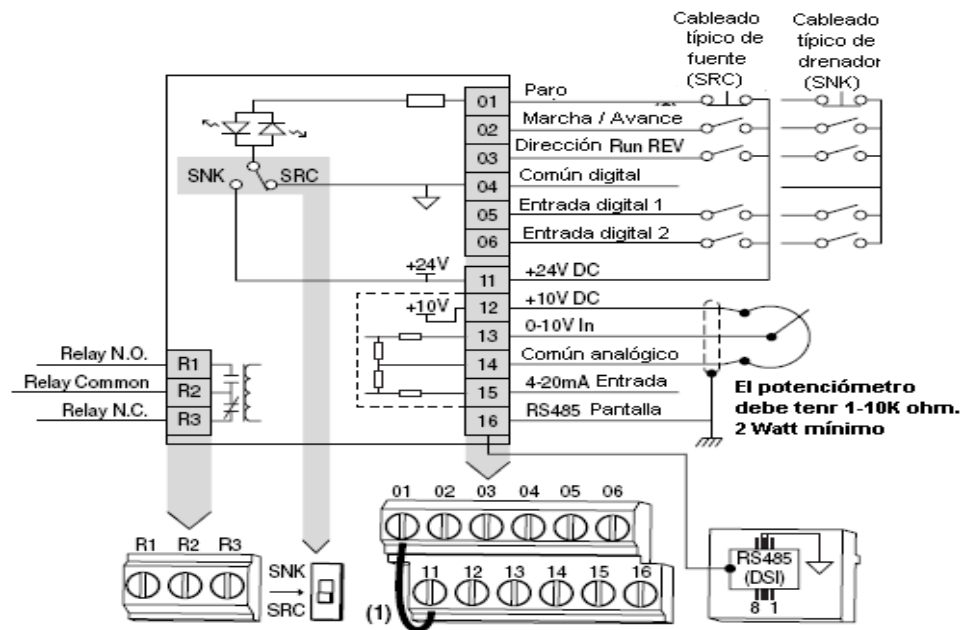 Cableado
típico de
fuente
(SRC)
Cableado
típico de
drenador
(SNK)
01
Paro
02
Marcha / Avance
03
Dirección Run REV
SNK
SRC
04
Común digital
05
Entrada digital 1
06
Entrada digital 2
+24V
11
+24V DC
+10V
12
+10V DC
13
0-10V In
14
Común analógico
15
4-20mA Entrada
16
RS485 Pantalla
El potenciómetro
debe tenr 1-10K ohm.
2 Watt mínimo
Relay N.O.
R1
Relay Common
R2
Relay N.C.
R3
R1 R2 R3
SNK
SRC
01 02 03 04 05 06
11 12 13 14 15 16
(1)
RS485
(DSI)
8 1